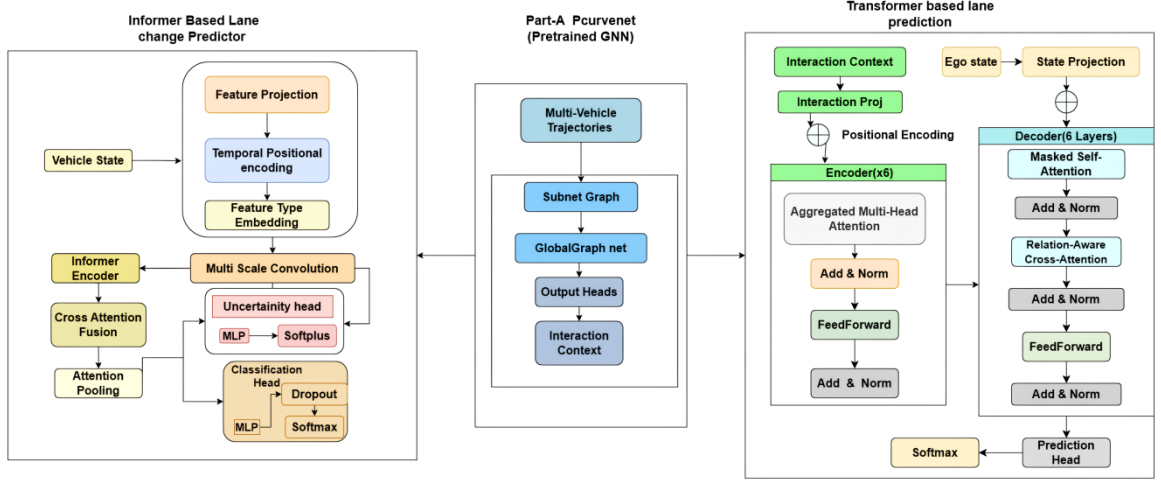 Informer Based Lane
change Predictor
Feature Projection
Temporal Positional
encoding
Vehicle State
Feature Type
Embedding
Informer
Encoder
Multi Scale Convolution
Cross Attention
Fusion
Uncertainity head
MLP
Softplus
Attention
Pooling
Classification
Head
Dropout
MLP
Softmax
Part-A Pcurvenet
(Pretrained GNN)
Multi-Vehicle
Trajectories
Subnet Graph
GlobalGraph net
Output Heads
Interaction
Context
Transformer based lane
prediction
Interaction Context
Interaction Proj
Positional Encoding
Encoder(x6)
Aggregated Multi-Head
Attention
Add & Norm
FeedForward
Add & Norm
Ego state
State Projection
Decoder(6 Layers)
Masked Self-
Attention
Add & Norm
Relation-Aware
Cross-Attention
Add & Norm
FeedForward
Add & Norm
Prediction
Head
Softmax